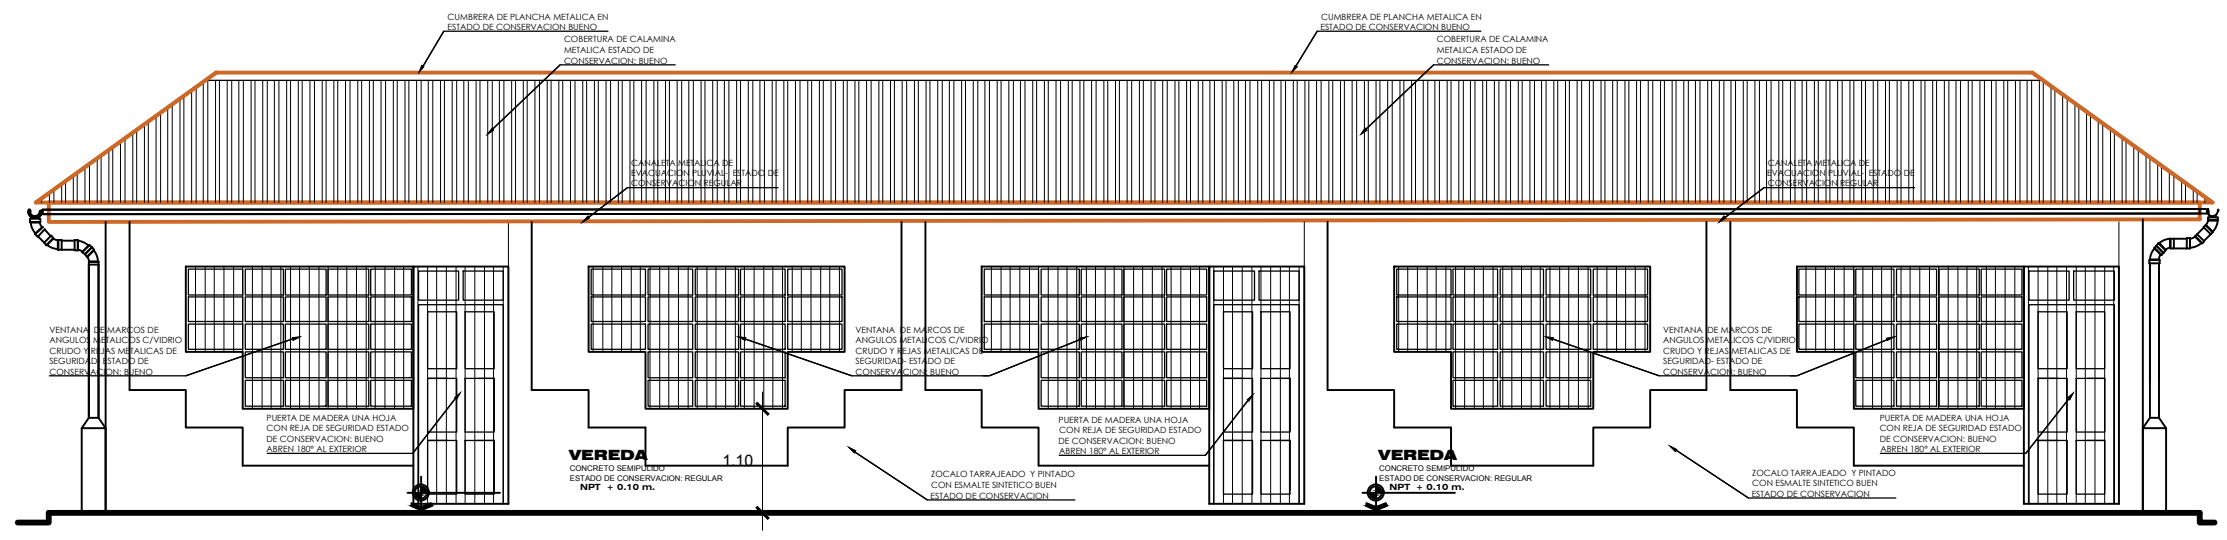 CUMBRERA DE PLANCHA METALICA EN
ESTADO DE CONSERVACION BUENO
COBERTURA DE CALAMINA
METALICA ESTADO DE
CONSERVACION: BUENO
CUMBRERA DE PLANCHA METALICA EN
ESTADO DE CONSERVACION BUENO
COBERTURA DE CALAMINA
METALICA ESTADO DE
CONSERVACION: BUENO
CANALETA METALICA DE
EVACUACION PLUVIAL- ESTADO DE
CONSERVACION REGULAR
CANALETA METALICA DE
EVACUACION PLUVIAL- ESTADO DE
CONSERVACION REGULAR
VENTANA DE MARCOS DE
ANGULOS METALICOS C/VIDRIO
CRUDO Y REJAS METALICAS DE
SEGURIDAD- ESTADO DE
CONSERVACION: BUENO
VENTANA DE MARCOS DE
ANGULOS METALICOS C/VIDRIO
CRUDO Y REJAS METALICAS DE
SEGURIDAD- ESTADO DE
CONSERVACION: BUENO
VENTANA DE MARCOS DE
ANGULOS METALICOS C/VIDRIO
CRUDO Y REJAS METALICAS DE
SEGURIDAD- ESTADO DE
CONSERVACION: BUENO
PUERTA DE MADERA UNA HOJA
CON REJA DE SEGURIDAD ESTADO
DE CONSERVACION: BUENO
ABREN 180° AL EXTERIOR
PUERTA DE MADERA UNA HOJA
CON REJA DE SEGURIDAD ESTADO
DE CONSERVACION: BUENO
ABREN 180° AL EXTERIOR
PUERTA DE MADERA UNA HOJA
CON REJA DE SEGURIDAD ESTADO
DE CONSERVACION: BUENO
ABREN 180° AL EXTERIOR
VEREDA
CONCRETO SEMIPULIDO
ESTADO DE CONSERVACION: REGULAR
NPT + 0.10 m.
1.10
ZOCALO TARRAJEADO Y PINTADO
CON ESMALTE SINTETICO BUEN
ESTADO DE CONSERVACION
VEREDA
CONCRETO SEMIPULIDO
ESTADO DE CONSERVACION: REGULAR
NPT + 0.10 m.
ZOCALO TARRAJEADO Y PINTADO
CON ESMALTE SINTETICO BUEN
ESTADO DE CONSERVACION